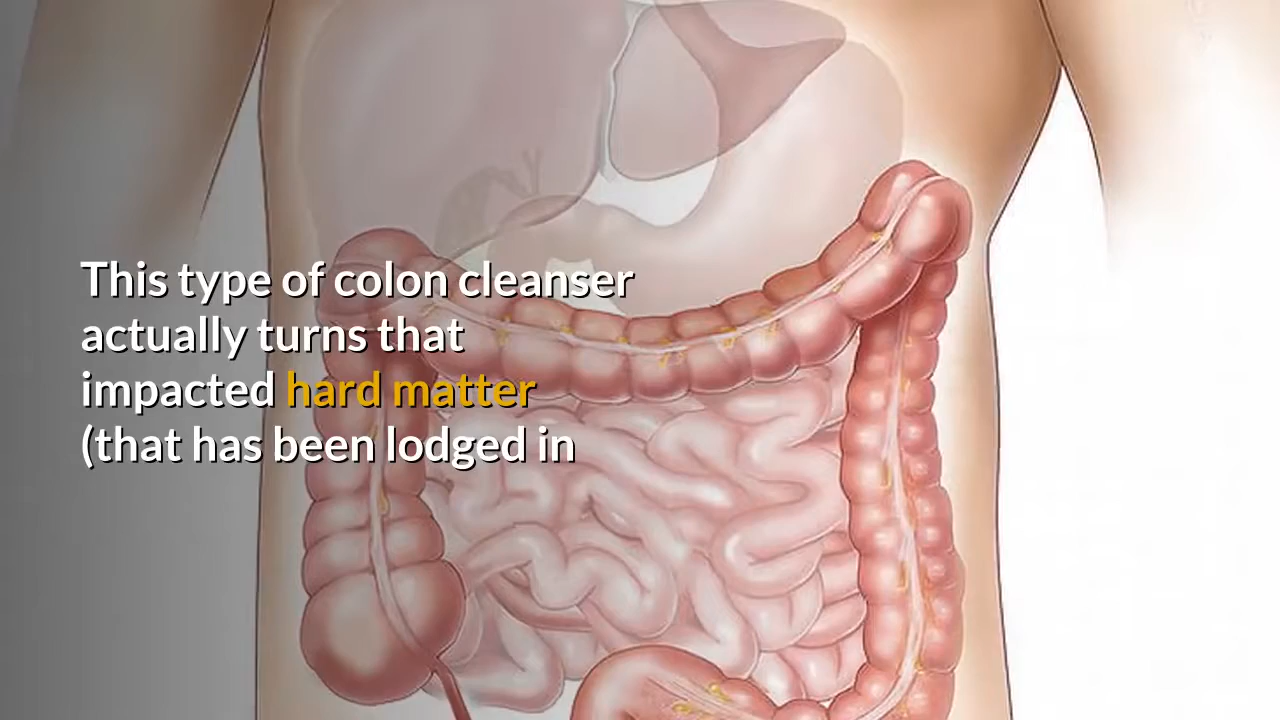 This type of colon cleanser
actually turns that
impacted hard matter
(that has been lodged in